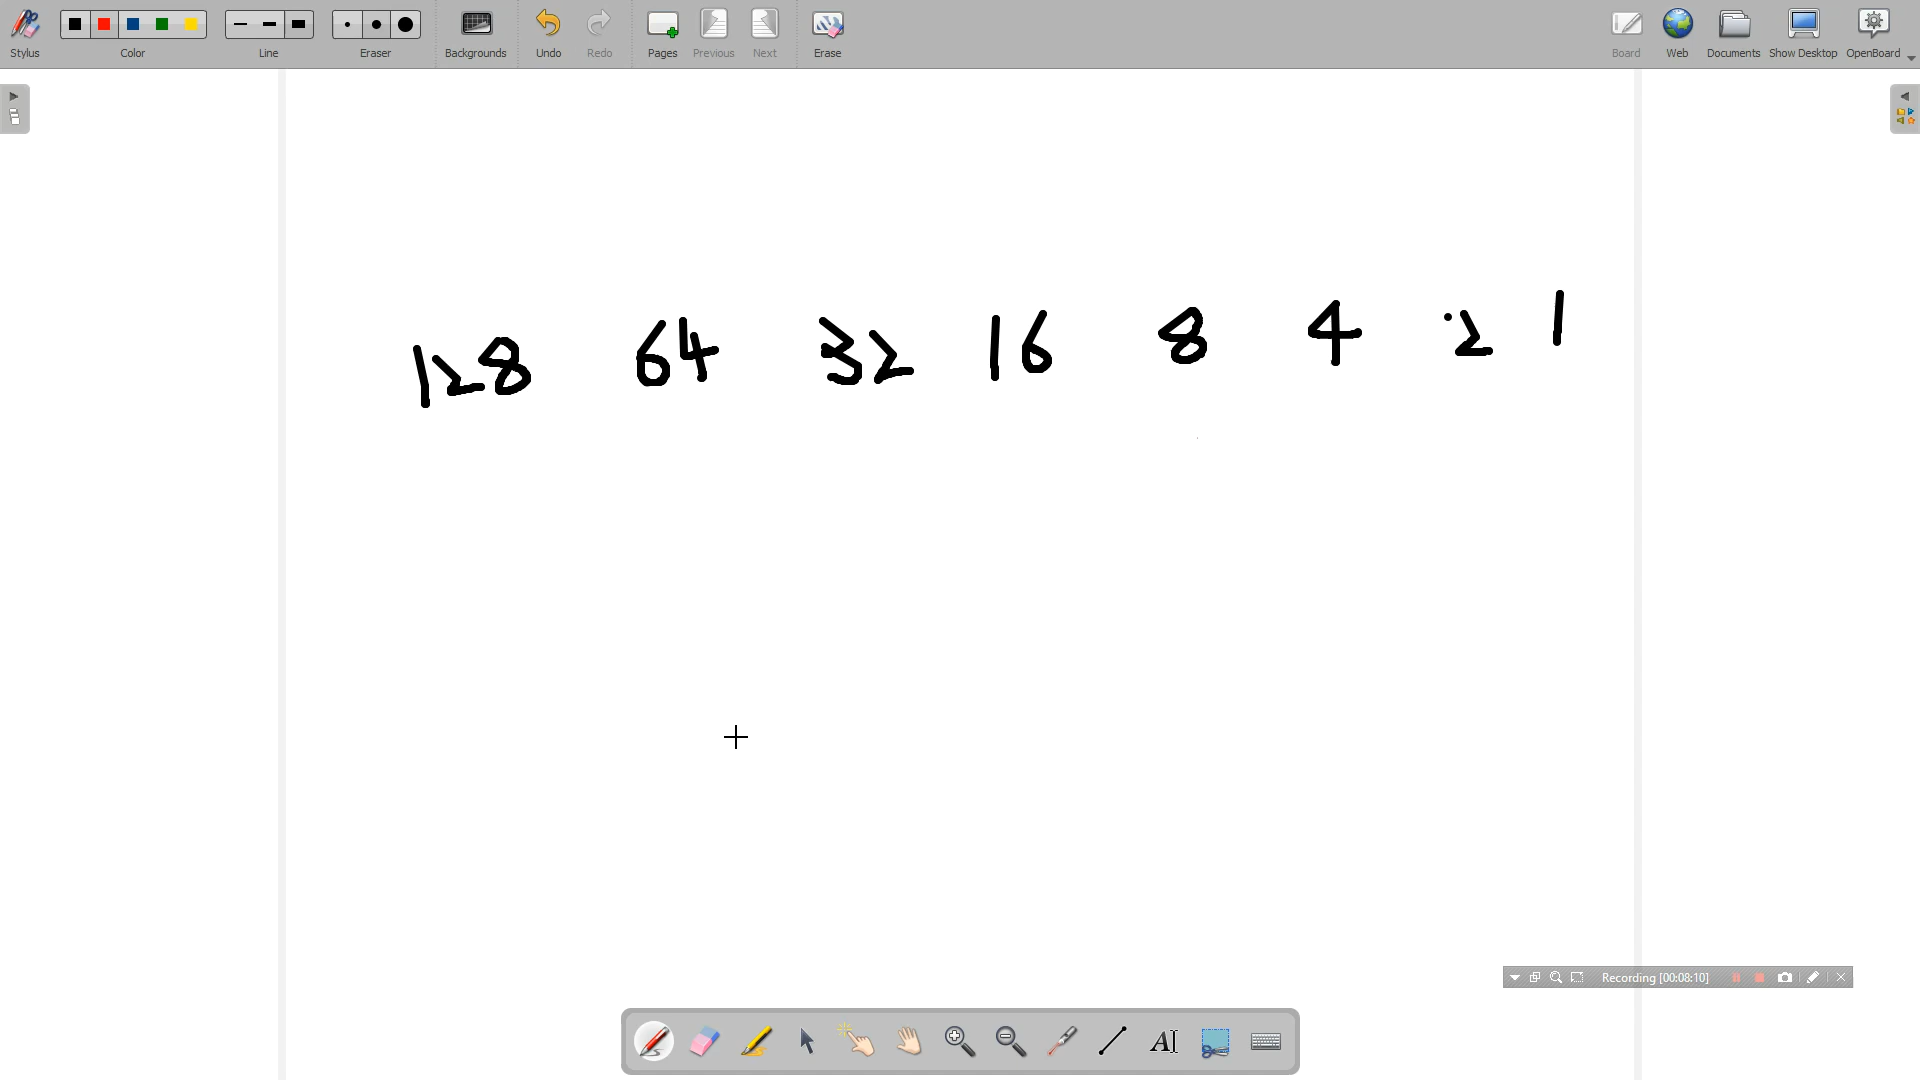 Stylus Color Line Eraser Backgrounds Undo Redo Pages Previous Next Erase Board Web Documents Show Desktop OpenBoard
128 64 32 16 8 4 2 1
Recording [00:08:10]
AI